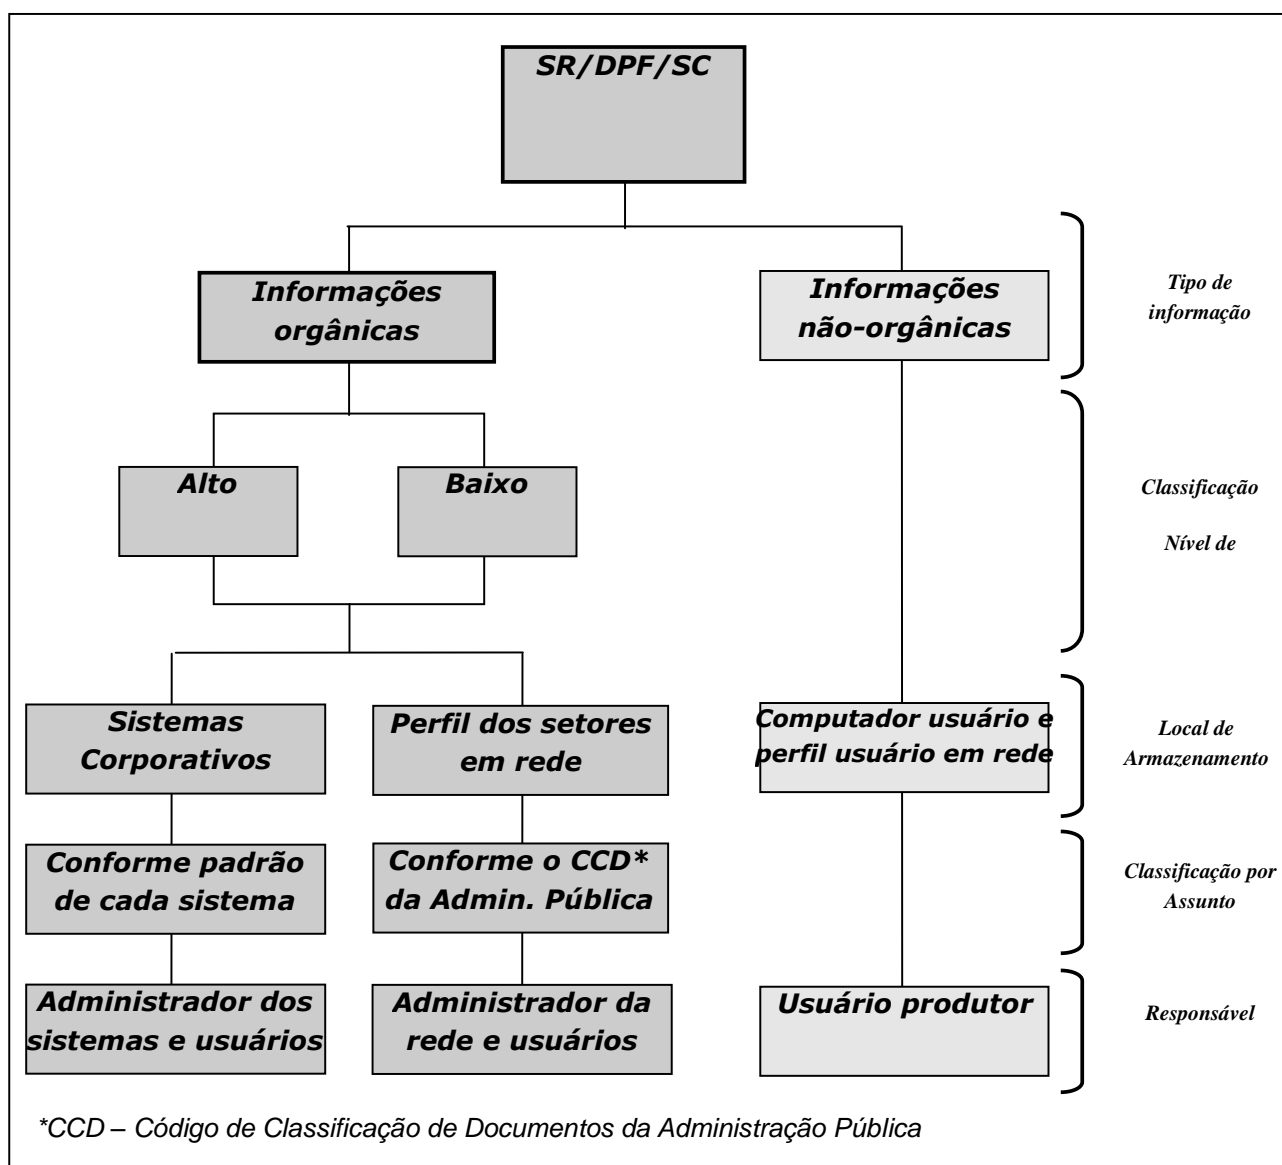 SR/DPF/SC
Informações
orgânicas
Informações
não-orgânicas
Tipo de
informação
Alto
Baixo
Classificação
Nível de
Sistemas
Corporativos
Perfil dos setores
em rede
Computador usuário e
perfil usuário em rede
Local de
Armazenamento
Conforme padrão
de cada sistema
Conforme o CCD*
da Admin. Pública
Classificação por
Assunto
Administrador dos
sistemas e usuários
Administrador da
rede e usuários
Usuário produtor
Responsável
*CCD – Código de Classificação de Documentos da Administração Pública